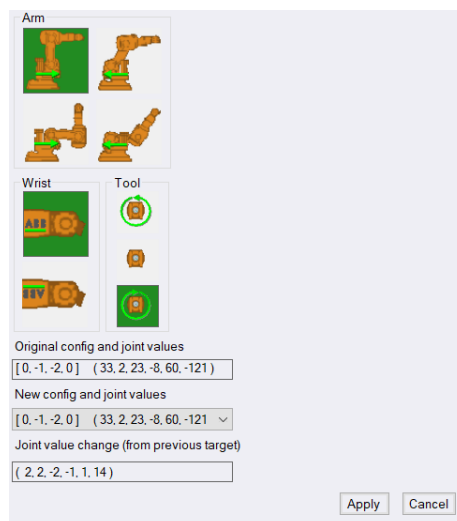 Arm
Wrist
Tool
ABB
ABB
Original config and joint values
[ 0, -1, -2, 0 ] ( 33, 2, 23, -8, 60, -121 )
New config and joint values
[ 0, -1, -2, 0 ] ( 33, 2, 23, -8, 60, -121
Joint value change (from previous target)
( 2, 2, -2, -1, 1, 14 )
Apply
Cancel